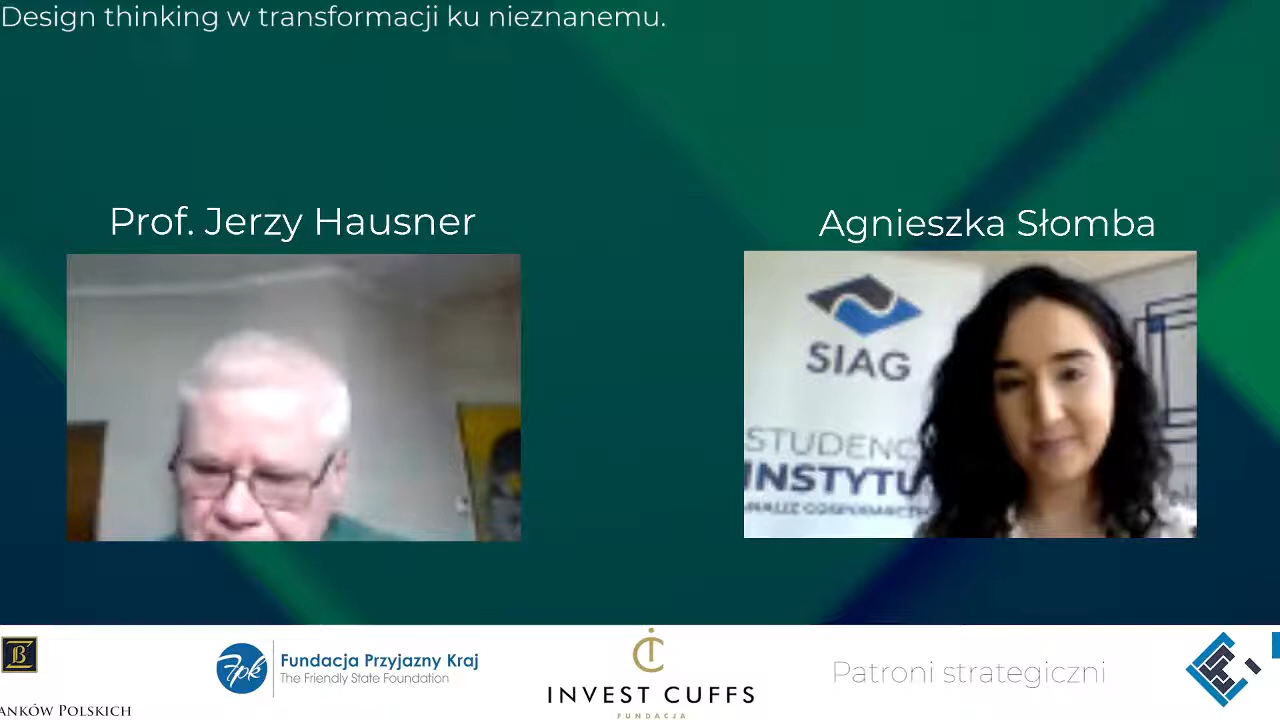 Design thinking w transformacji ku nieznanemu.
Prof. Jerzy Hausner
Agnieszka Słomba
SIAG
STUDENC
INSTYTU
fpk
Fundacja Przyjazny Kraj
The Friendly State Foundation
INVEST CUFFS
FUNDACJA
Patroni strategiczni
ANKÓW POLSKICH